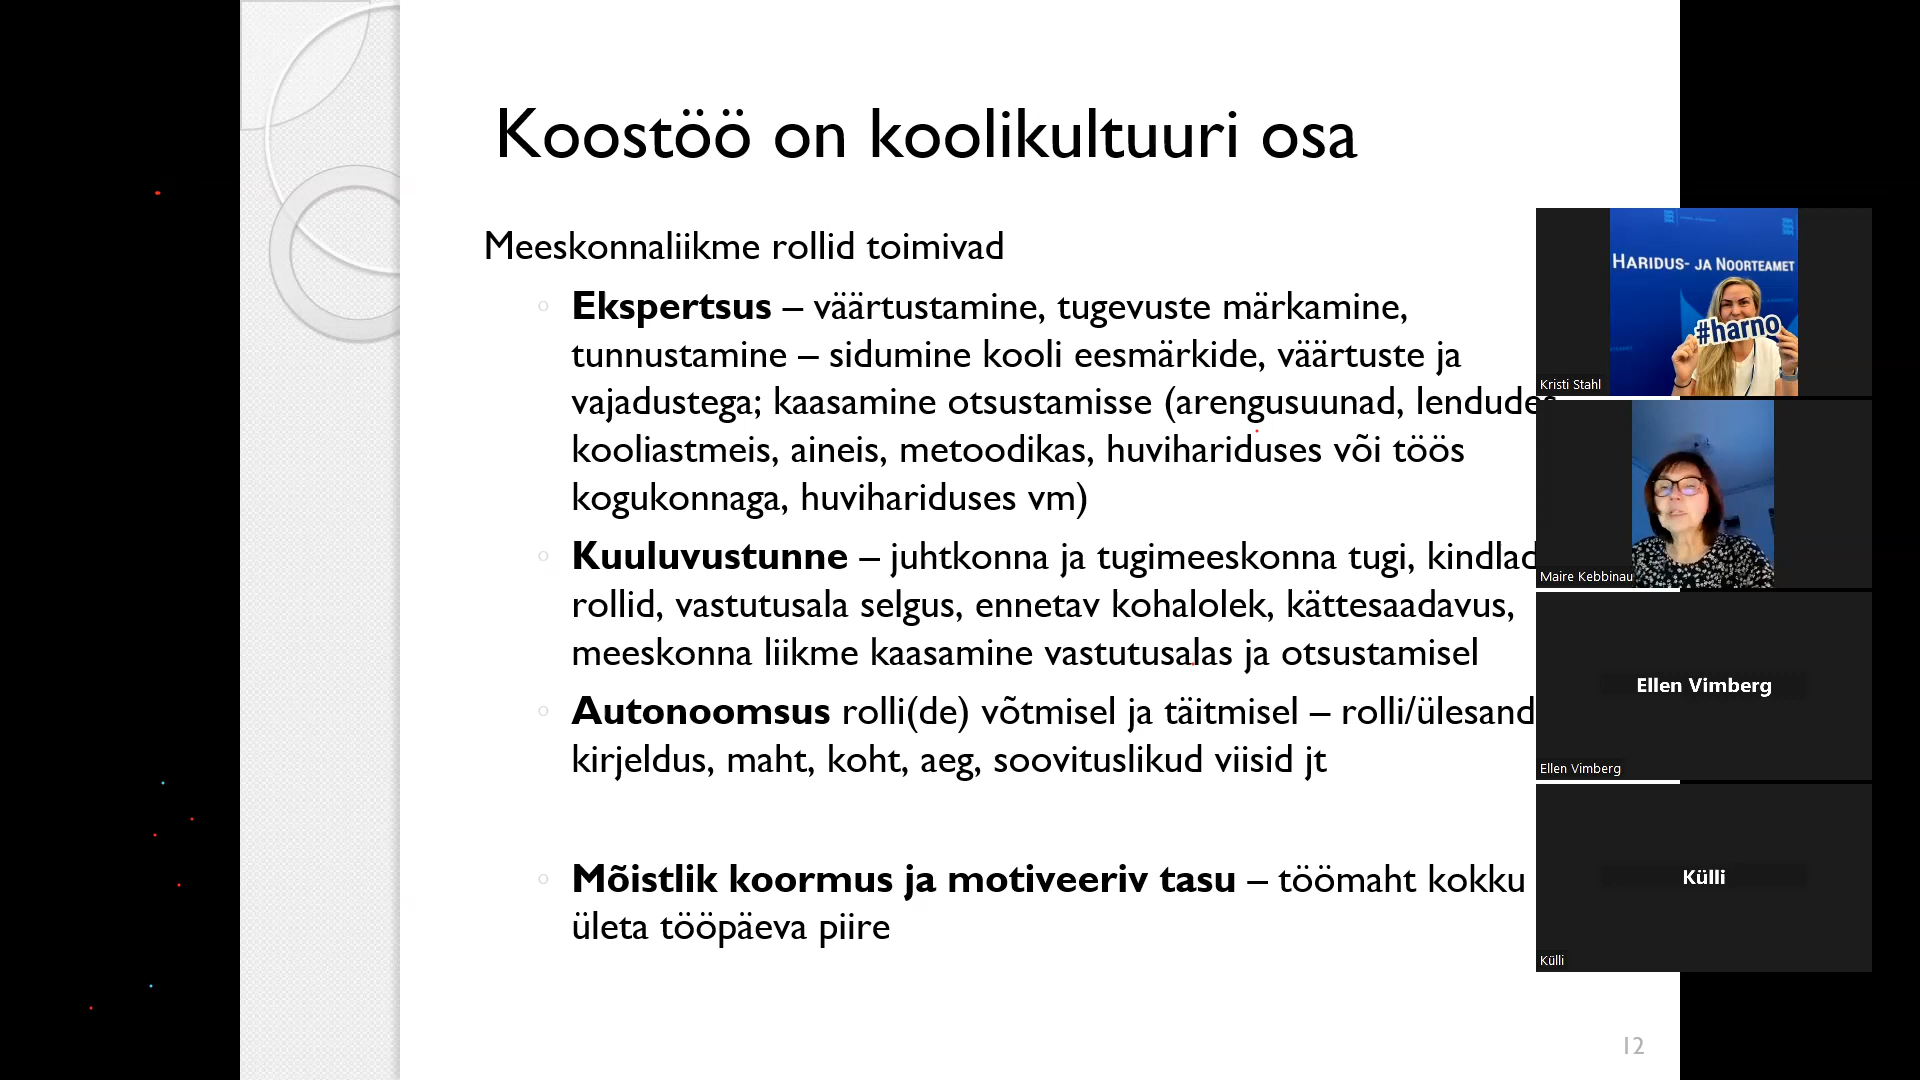 Koostöö on koolikultuuri osa
Meeskonnaliikme rollid toimivad
Ekspertsus – väärtustamine, tugevuste märkamine,
tunnustamine – sidumine kooli eesmärkide, väärtuste ja
vajadustega; kaasamine otsustamisse (arengusuunad, lendudes
kooliastmeis, aineis, metoodikas, huvihariduses või töös
kogukonnaga, huvihariduses vm)
Kuuluvustunne – juhtkonna ja tugimeeskonna tugi, kindlad
rollid, vastutusala selgus, ennetav kohalolek, kättesaadavus,
meeskonna liikme kaasamine vastutusalas ja otsustamisel
Autonoomsus rolli(de) võtmisel ja täitmisel – rolli/ülesand
kirjeldus, maht, koht, aeg, soovituslikud viisid jt
Mõistlik koormus ja motiveeriv tasu – töömaht kokku
ületa tööpäeva piire
12
HARIDUS- JA NOORTEAMET
#harno
Kristi Stahl
Maire Kebbinau
Ellen Vimberg
Ellen Vimberg
Külli
Külli